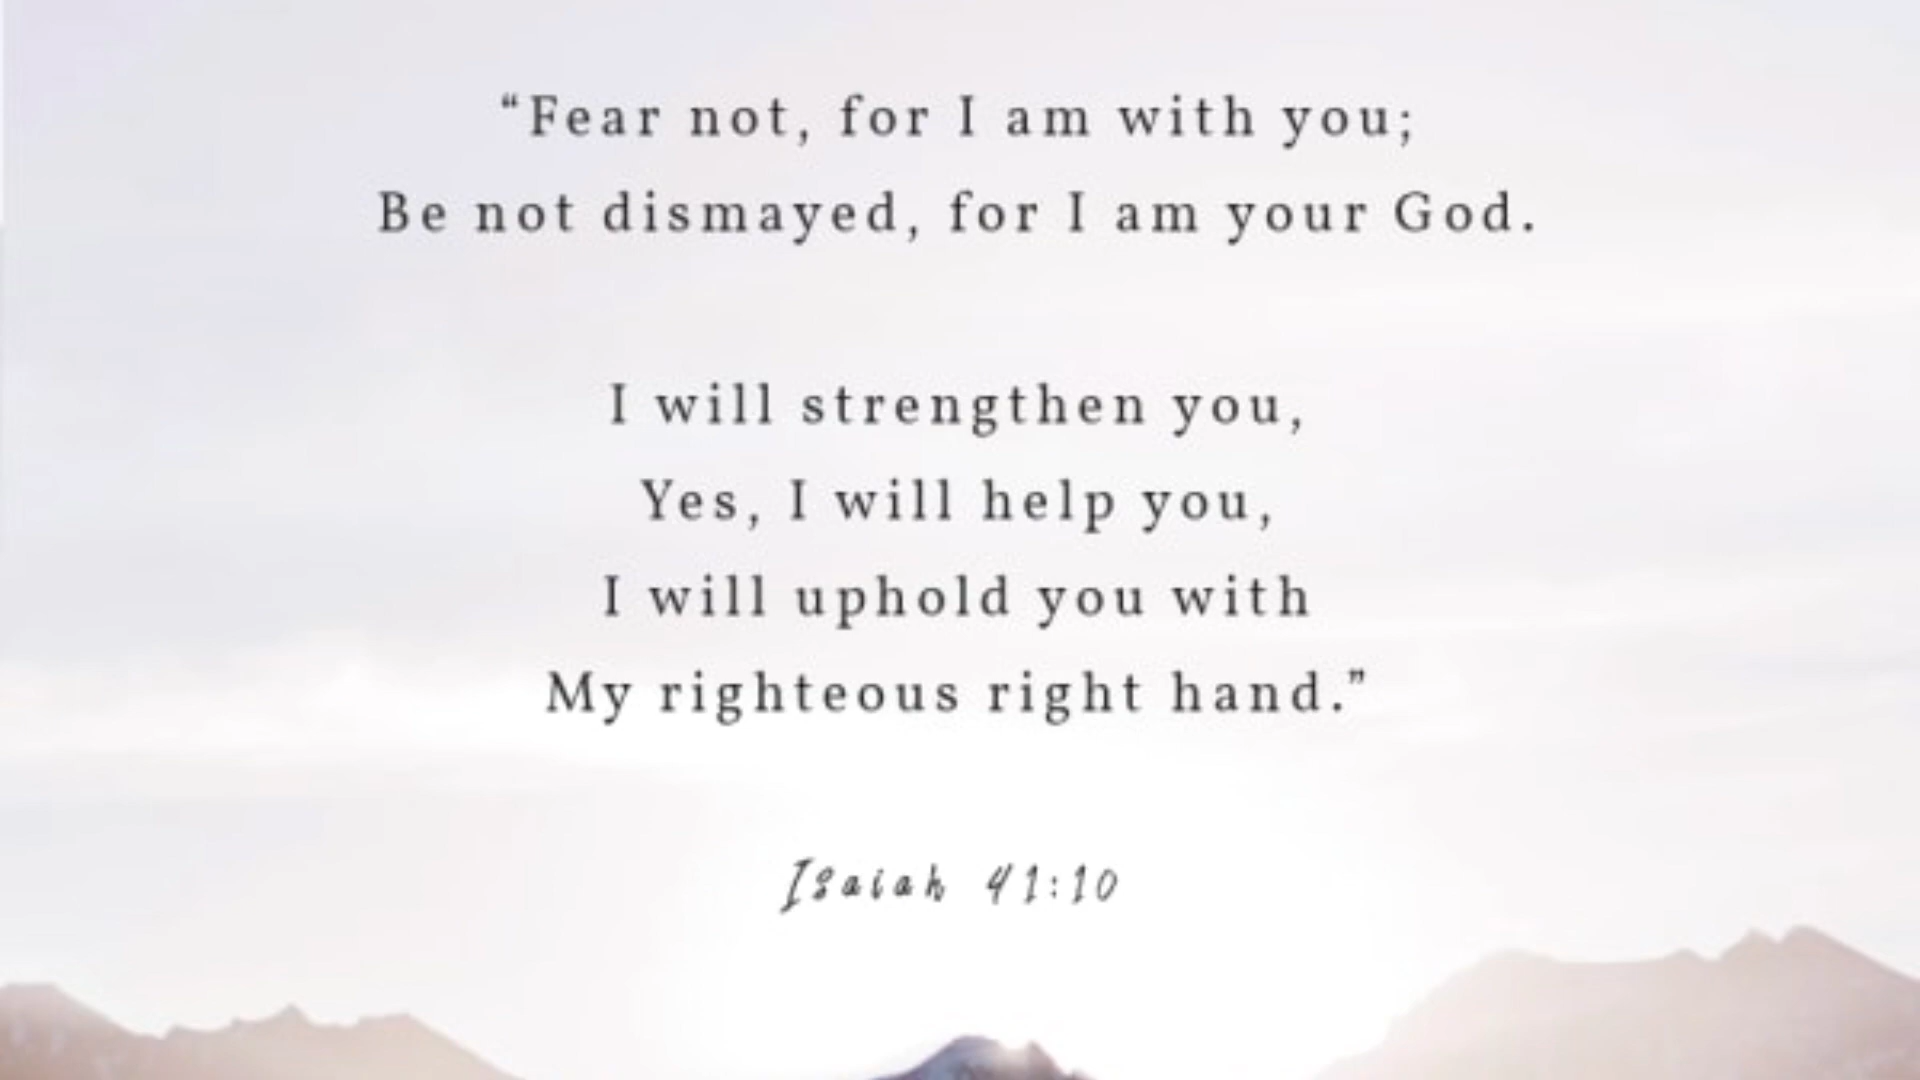 “Fear not, for I am with you;
Be not dismayed, for I am your God.
I will strengthen you,
Yes, I will help you,
I will uphold you with
My righteous right hand.”
Isaiah 41:10